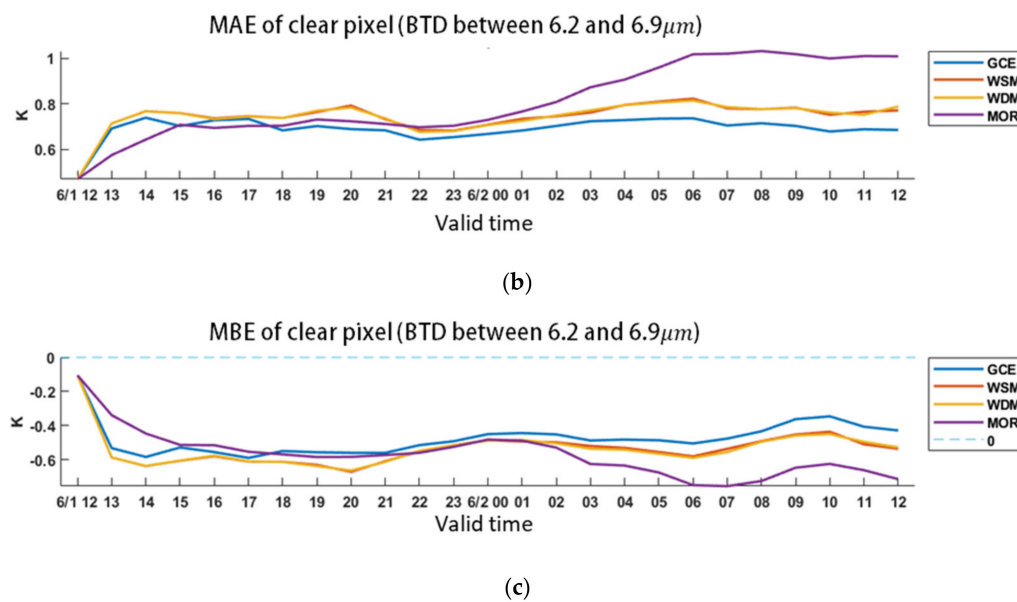 MAE of clear pixel (BTD between 6.2 and 6.9μm)
1
0.8
0.6
K
GCE
WSM
WDM
MOR
6/1 12 13 14 15 16 17 18 19 20 21 22 23 6/2 00 01 02 03 04 05 06 07 08 09 10 11 12
Valid time
(b)
MBE of clear pixel (BTD between 6.2 and 6.9μm)
0
-0.2
-0.4
-0.6
K
GCE
WSM
WDM
MOR
0
6/1 12 13 14 15 16 17 18 19 20 21 22 23 6/2 00 01 02 03 04 05 06 07 08 09 10 11 12
Valid time
(c)